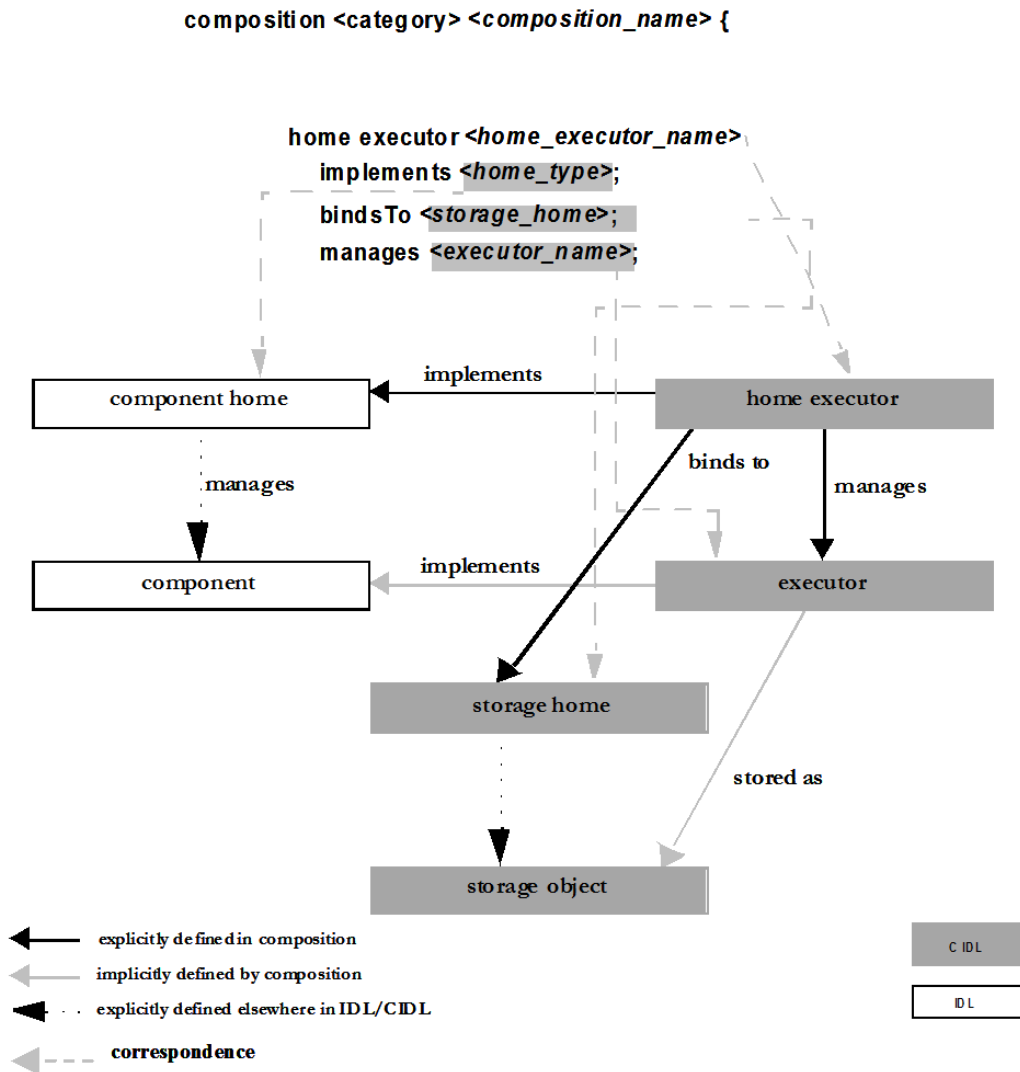 composition <category> <composition_name> {
home executor <home_executor_name>
implements <home_type>;
bindsTo <storage_home>;
manages <executor_name>;
implements
component home
home executor
binds to
manages
manages
implements
component
executor
storage home
stored as
storage object
explicitly defined in composition
CIDL
implicitly defined by composition
explicitly defined elsewhere in IDL/CIDL
IDL
correspondence